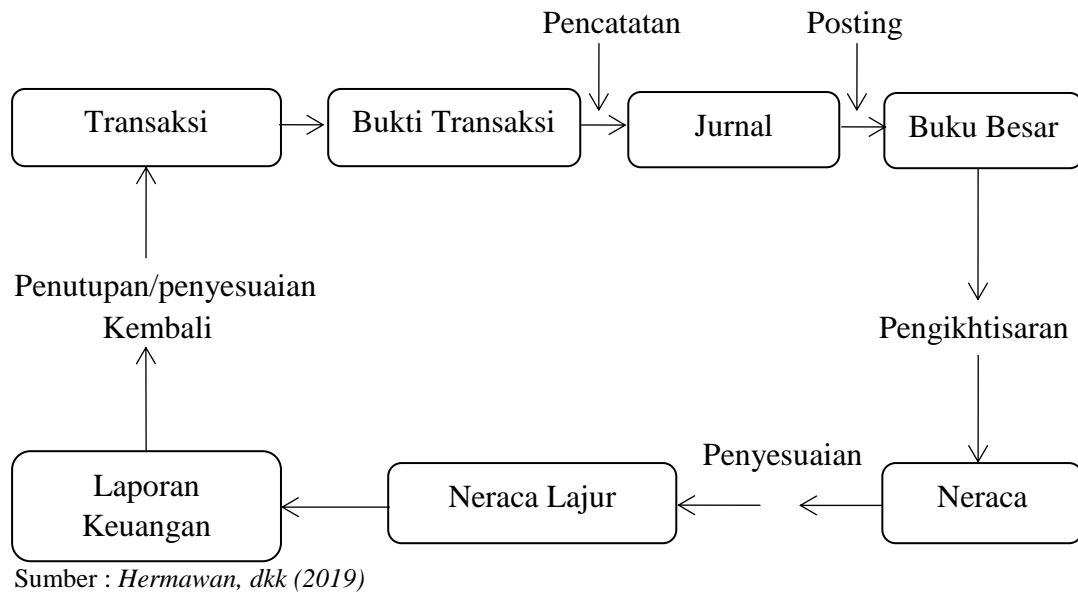 Pencatatan
Posting
Transaksi
Bukti Transaksi
Jurnal
Buku Besar
Penutupan/penyesuaian
Kembali
Pengikhtisaran
Penyesuaian
Laporan
Keuangan
Neraca Lajur
Neraca
Sumber : Hermawan, dkk (2019)